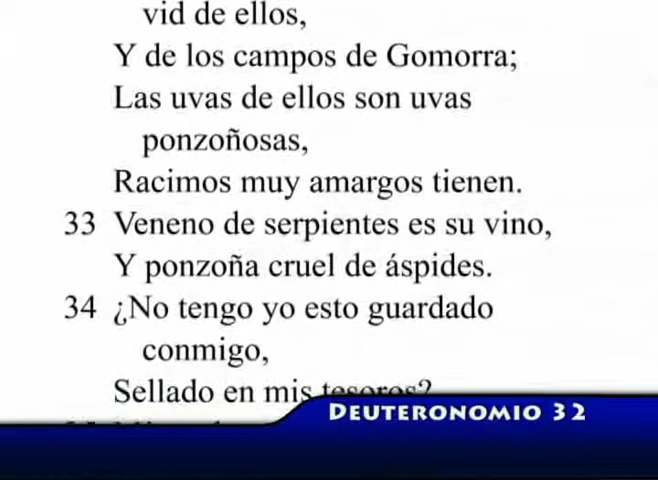 vid de ellos,
Y de los campos de Gomorra;
Las uvas de ellos son uvas
ponzoñosas,
Racimos muy amargos tienen.
33 Veneno de serpientes es su vino,
Y ponzoña cruel de áspides.
34 ¿No tengo yo esto guardado
conmigo,
Sellado en mis tesoros?
DEUTERONOMIO 32